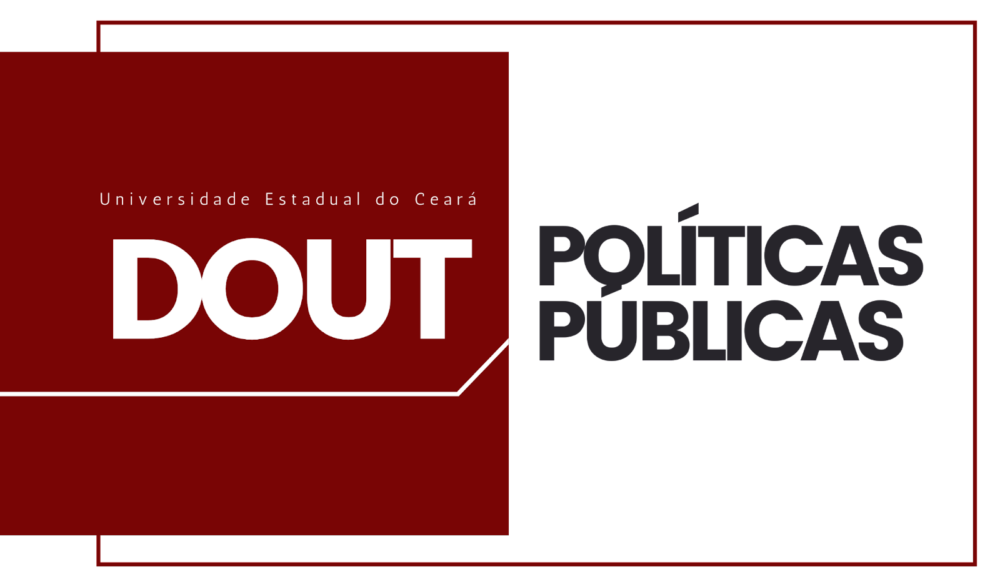 Universidade Estadual do Ceará
DOUT
POLÍTICAS
PÚBLICAS